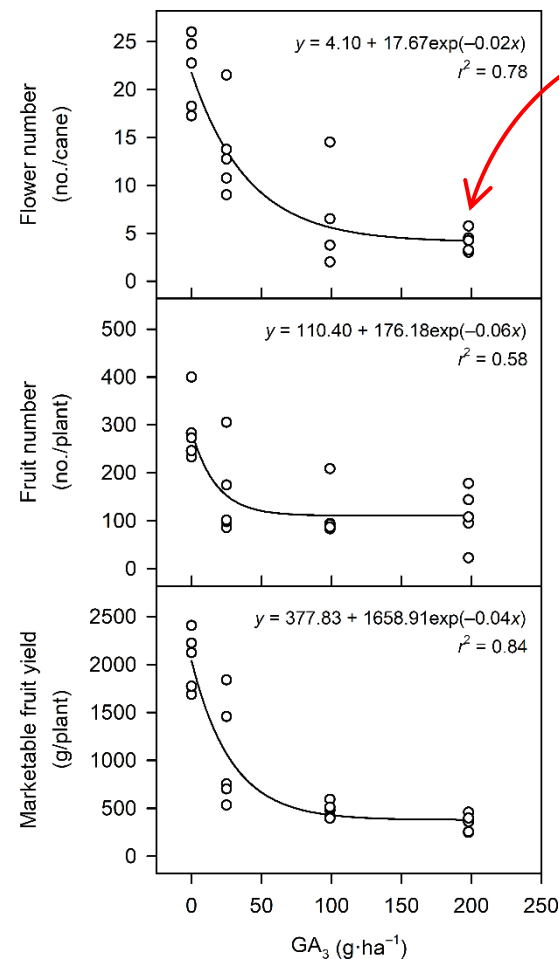 Flower number
(no./cane)
25
20
15
10
5
0
y = 4.10 + 17.67exp(–0.02x)
r² = 0.78
Fruit number
(no./plant)
500
400
300
200
100
0
y = 110.40 + 176.18exp(–0.06x)
r² = 0.58
Marketable fruit yield
(g/plant)
2500
2000
1500
1000
500
0
y = 377.83 + 1658.91exp(–0.04x)
r² = 0.84
0 50 100 150 200 250
GA₃ (g·ha⁻¹)